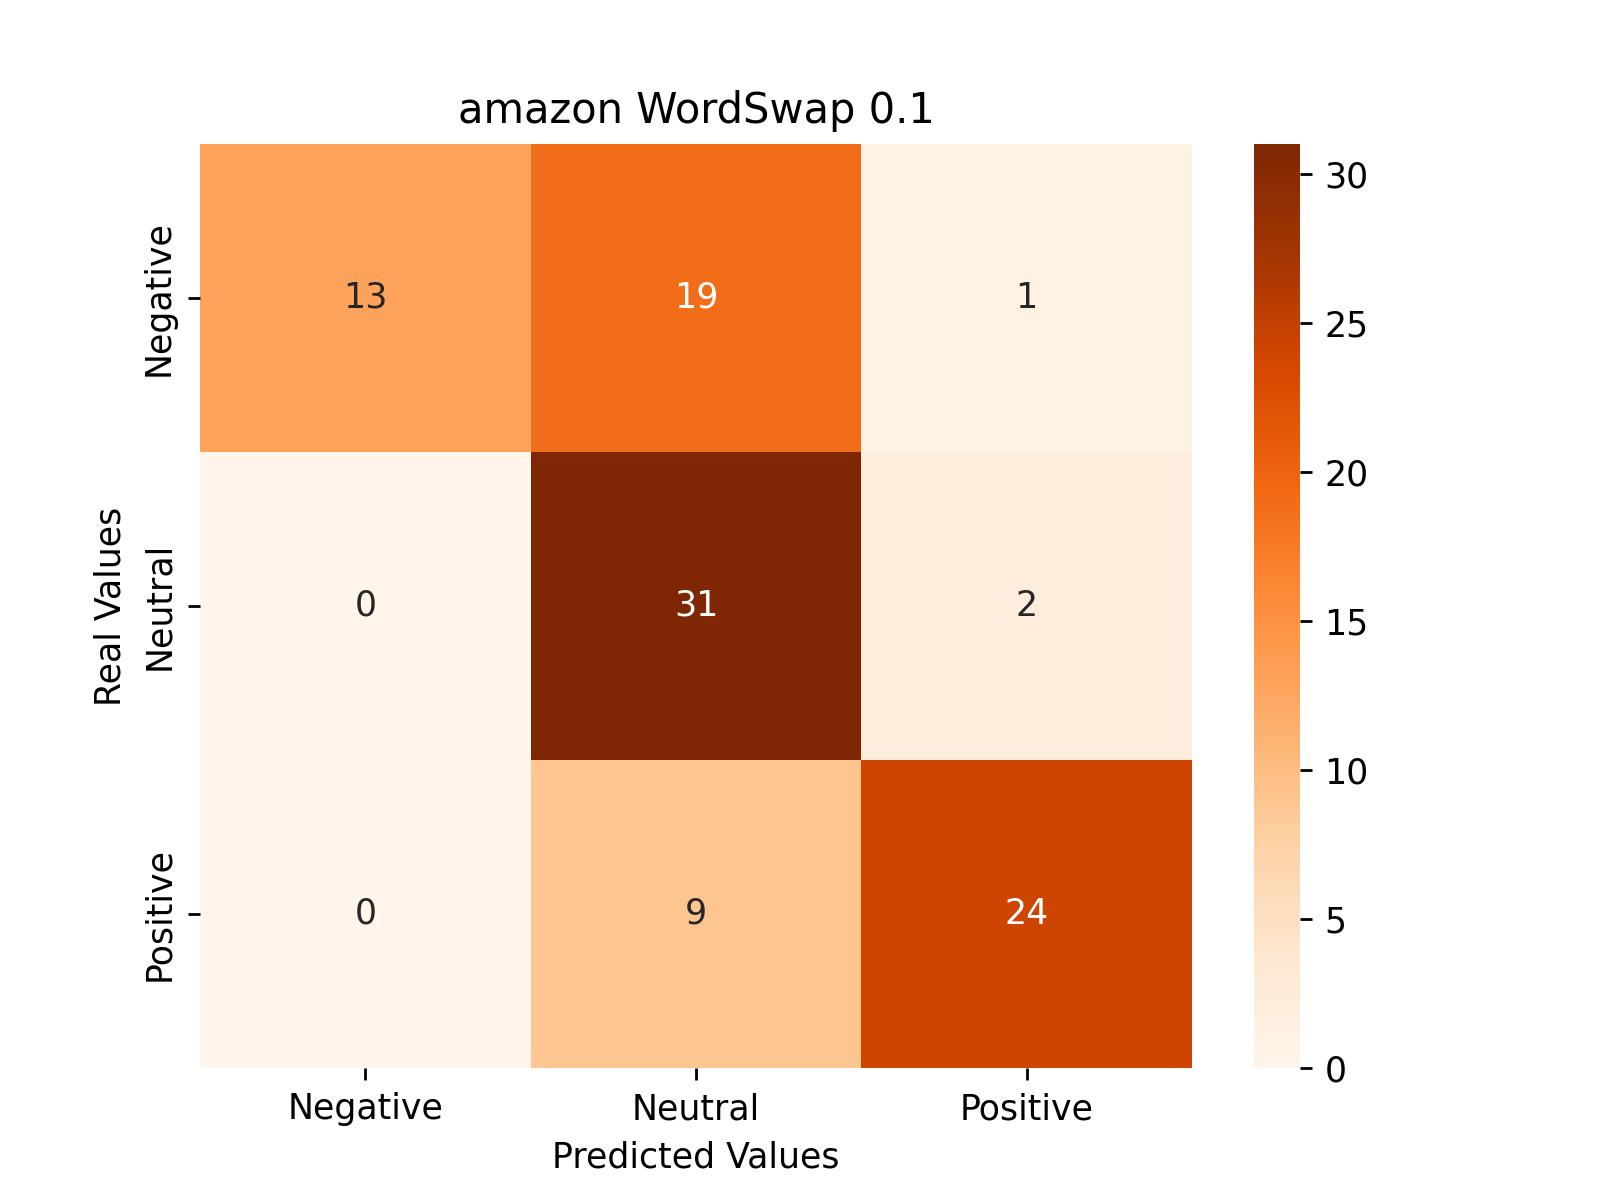 amazon WordSwap 0.1
Real Values
Negative
13
19
1
Neutral
0
31
2
Positive
0
9
24
Negative
Neutral
Positive
Predicted Values
30
25
20
15
10
5
0